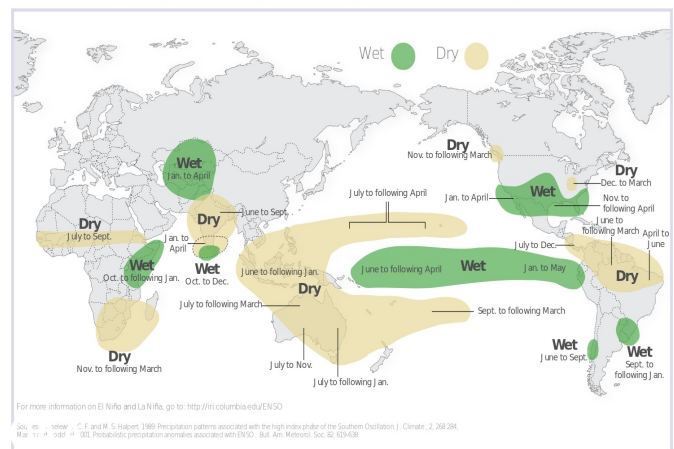 Wet
Dry
Dry
Nov. to following March
Dry
Dec. to March
Wet
Jan. to April
Wet
Jan. to April
Nov. to
following April
July to following April
June to
following March
April to
June
Dry
June to Sept.
Dry
July to Sept.
Jan. to
April
July to Dec.
Wet
Oct. to following Jan.
Wet
Oct. to Dec.
June to following Jan.
Dry
June to following April
Wet
Jan. to May
Dry
July to following March
Sept. to following March
Dry
Nov. to following March
July to Nov.
July to following Jan.
Wet
June to Sept.
Wet
Sept. to
following Jan.
For more information on El Niño and La Niña, go to: http://iri.columbia.edu/ENSO
C. F. and M. S. Halpert, 1989: Precipitation patterns associated with the high index phase of the Southern Oscillation. J. Climate., 2, 268-284.
001. Probabilistic precipitation anomalies associated with ENSO. Bull. Am. Meteorol. Soc. 82, 619-638